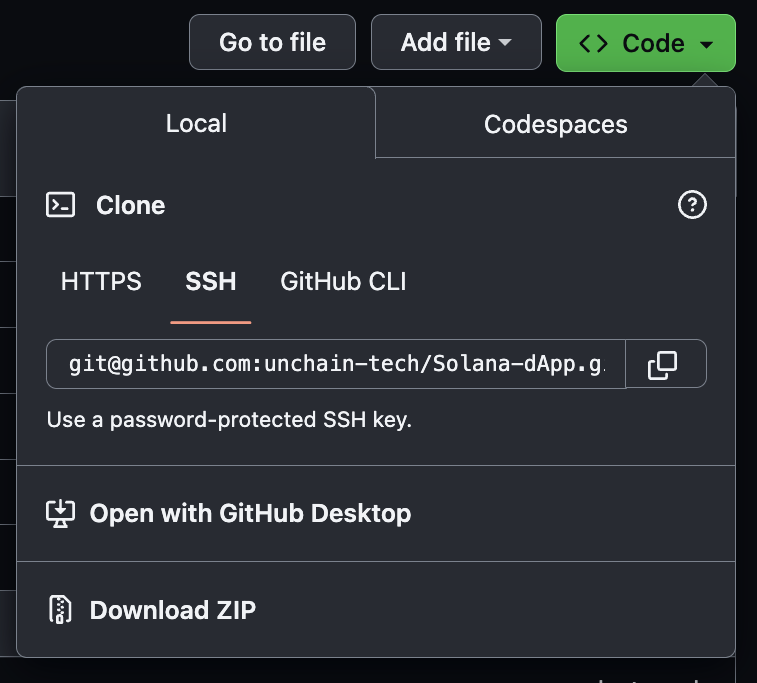 Go to file Add file Code
Local Codespaces
Clone
HTTPS SSH GitHub CLI
git@github.com:unchain-tech/Solana-dApp.g
Use a password-protected SSH key.
Open with GitHub Desktop
Download ZIP